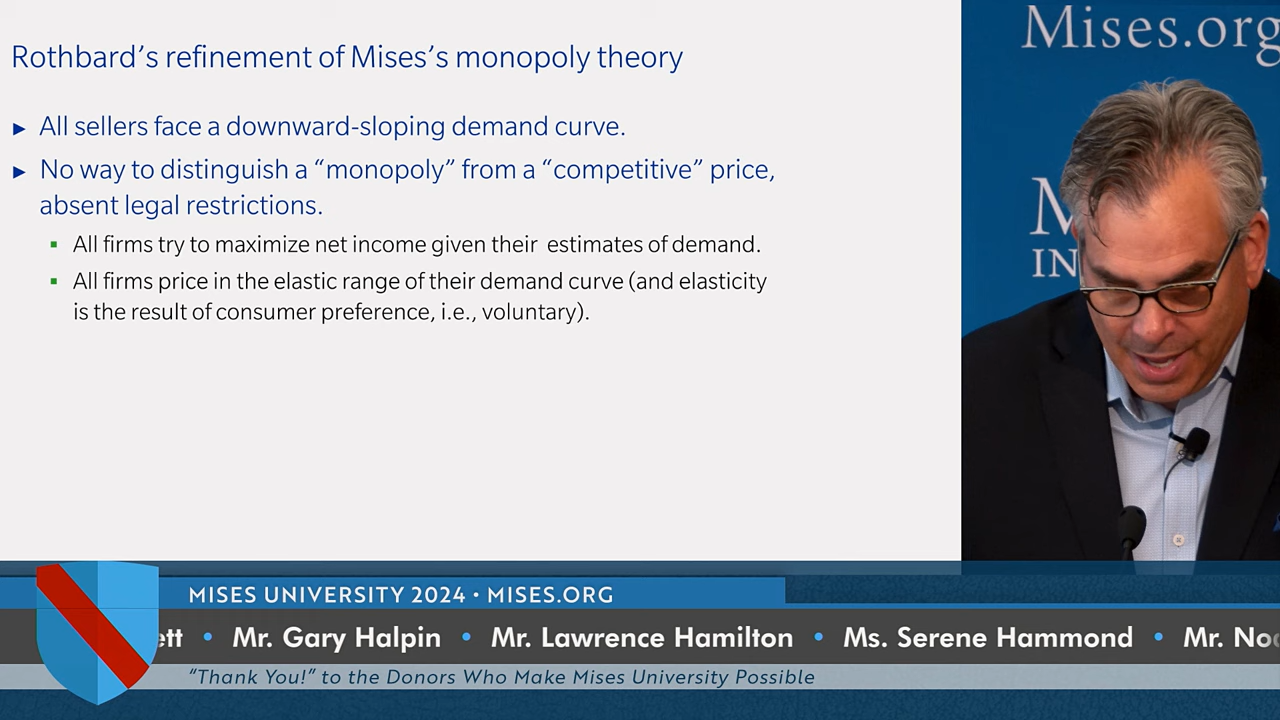 Rothbard’s refinement of Mises’s monopoly theory
► All sellers face a downward-sloping demand curve.
► No way to distinguish a “monopoly” from a “competitive” price,
absent legal restrictions.
▪ All firms try to maximize net income given their estimates of demand.
▪ All firms price in the elastic range of their demand curve (and elasticity
is the result of consumer preference, i.e., voluntary).
Mises.org
M
IN
MISES UNIVERSITY 2024 • MISES.ORG
ett • Mr. Gary Halpin • Mr. Lawrence Hamilton • Ms. Serene Hammond • Mr.
“Thank You!” to the Donors Who Make Mises University Possible